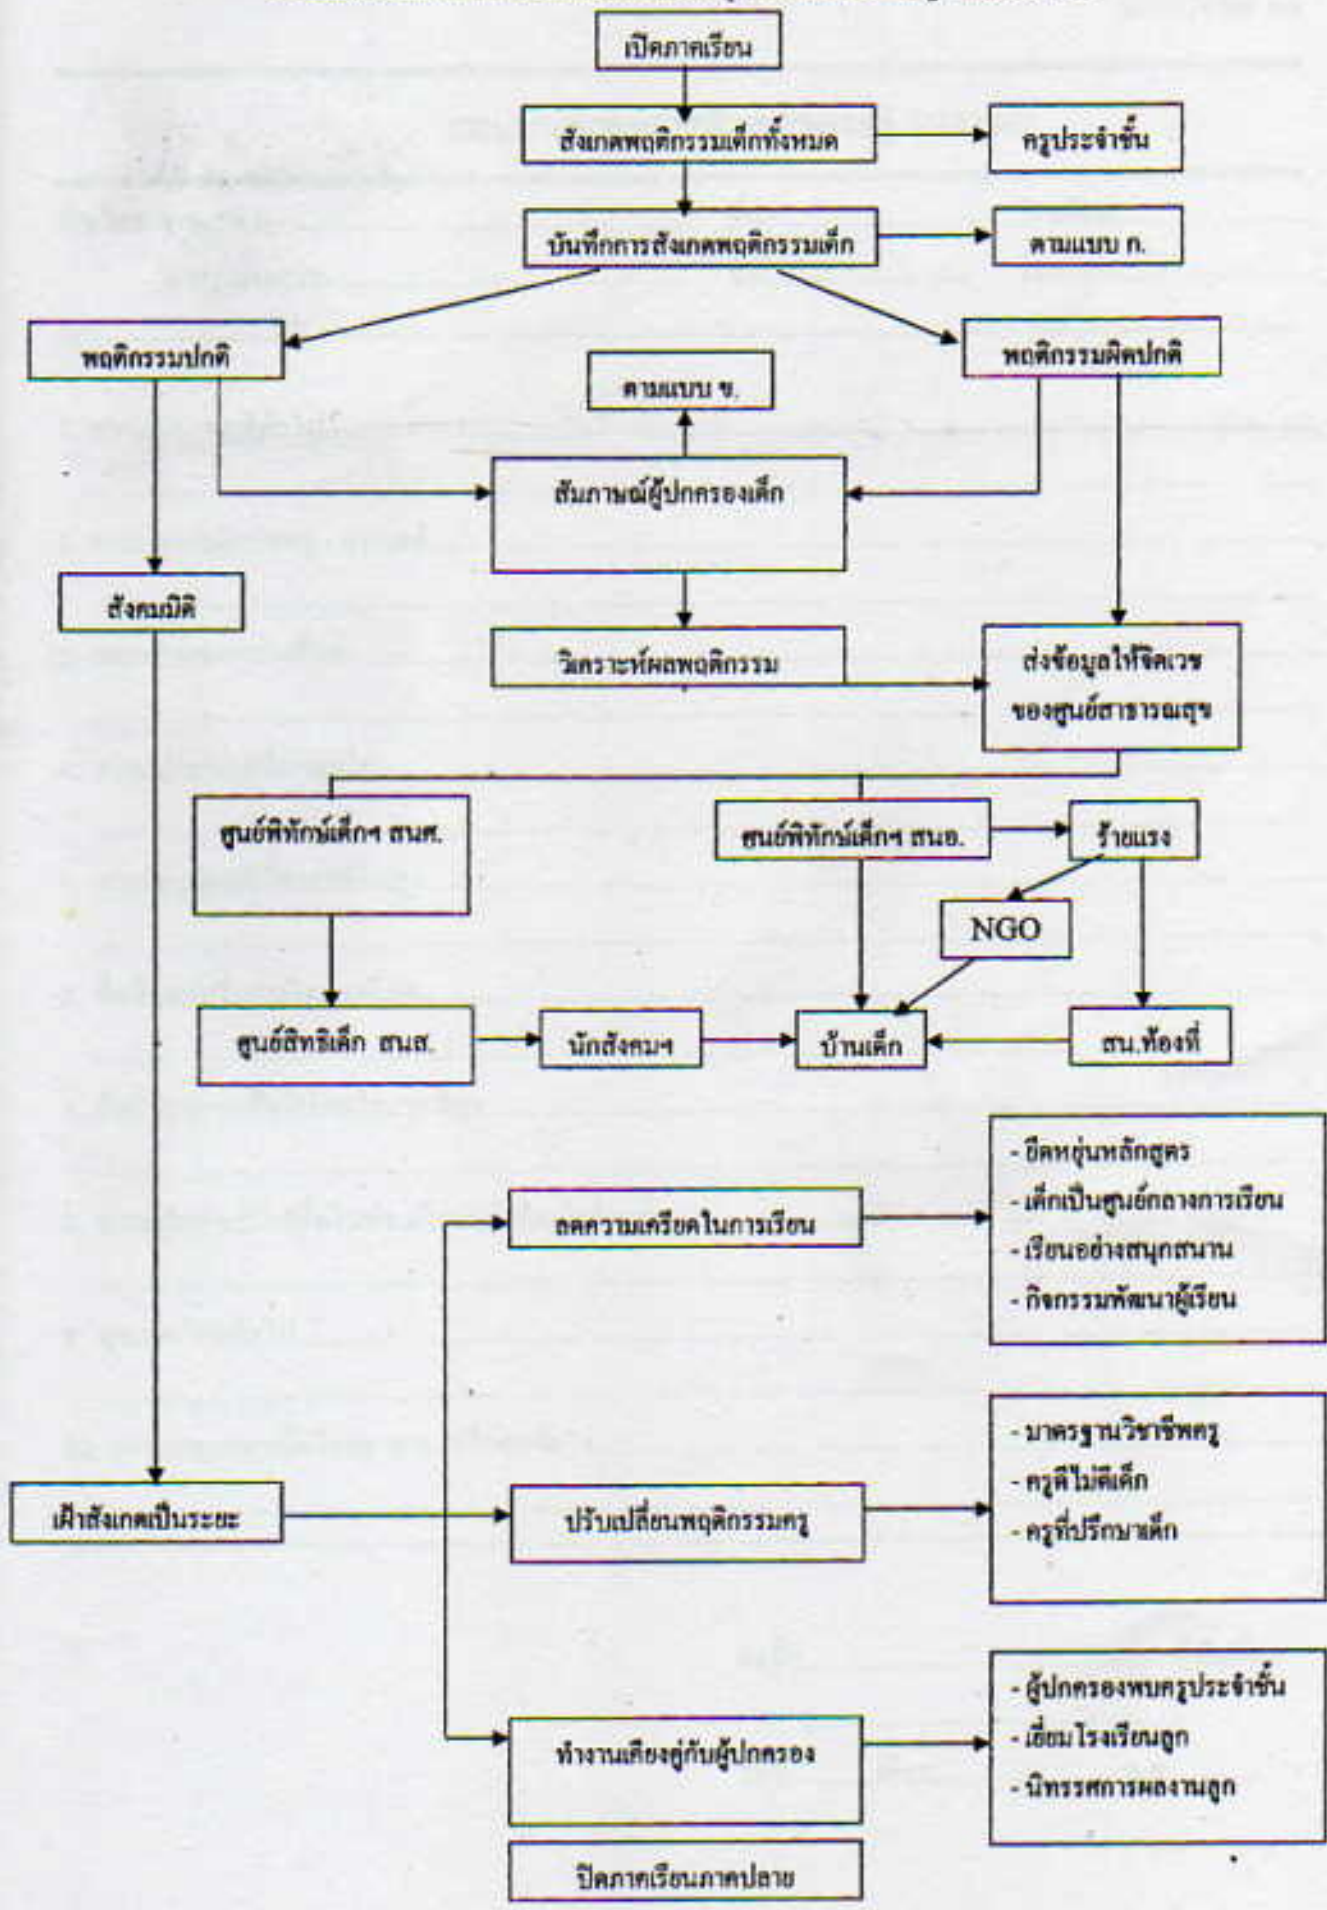 เปิดภาคเรียน
สังเกตพฤติกรรมเด็กทั้งหมด
ครูประจำชั้น
บันทึกการสังเกตพฤติกรรมเด็ก
ตามแบบ ก.
พฤติกรรมปกติ
พฤติกรรมผิดปกติ
ตามแบบ ข.
สัมภาษณ์ผู้ปกครองเด็ก
สังคมมิติ
วิเคราะห์ผลพฤติกรรม
ส่งข้อมูลให้จิตเวช
ของศูนย์สาธารณสุข
ศูนย์พิทักษ์เด็กฯ สนศ.
ศูนย์พิทักษ์เด็กฯ สนอ.
ร้ายแรง
NGO
ศูนย์สิทธิเด็ก สนส.
นักสังคมฯ
บ้านเด็ก
สน.ท้องที่
- ยืดหยุ่นหลักสูตร
- เด็กเป็นศูนย์กลางการเรียน
- เรียนอย่างสนุกสนาน
- กิจกรรมพัฒนาผู้เรียน
ลดความเครียดในการเรียน
- มาตรฐานวิชาชีพครู
- ครูดีไม่ตีเด็ก
- ครูที่ปรึกษาเด็ก
เฝ้าสังเกตเป็นระยะ
ปรับเปลี่ยนพฤติกรรมครู
- ผู้ปกครองพบครูประจำชั้น
- เยี่ยมโรงเรียนลูก
- นิทรรศการผลงานลูก
ทำงานเคียงคู่กับผู้ปกครอง
ปิดภาคเรียนภาคปลาย